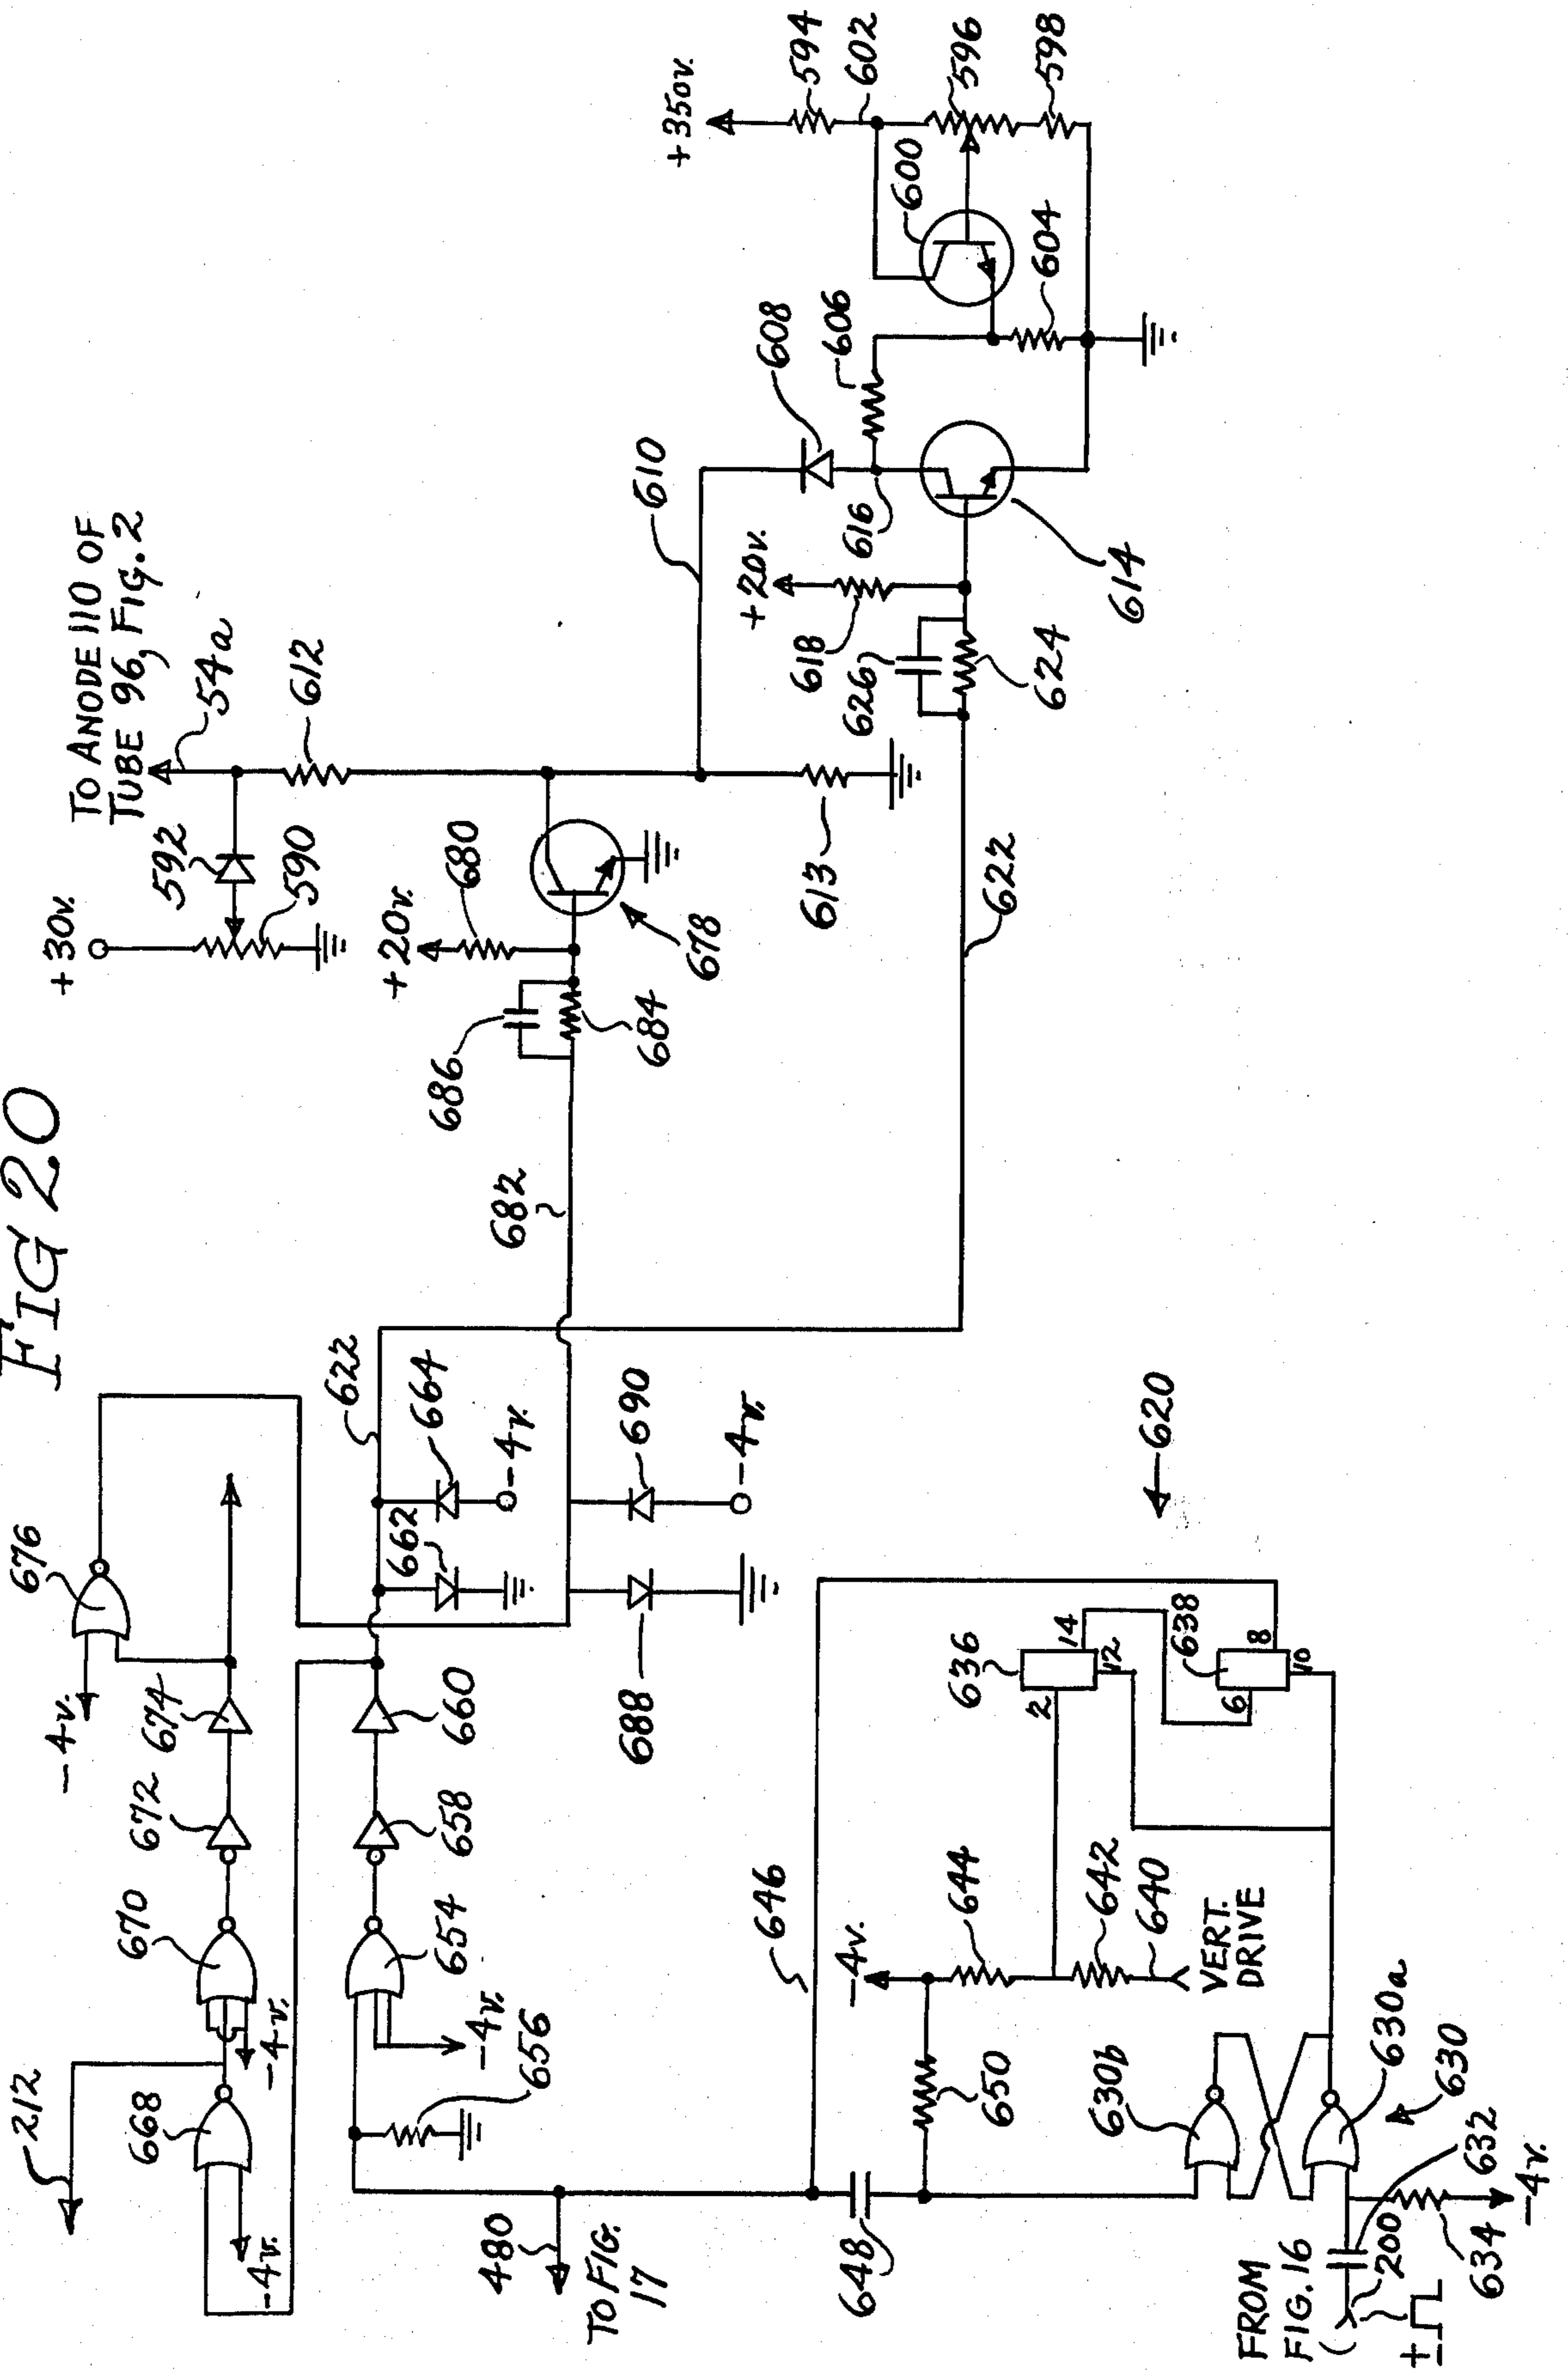 FIG 20
TO ANODE 110 OF
TUBE 96, FIG. 2
54a
+30v.
592
590
612
+20v.
680
686
684
678
682
613
610
608
606
616
+20v.
618
626
624
614
622
+350v.
594
602
596
598
600
604
676
-4v.
674
672
670
-4v.
668
-4v.
212
622
664
-4v.
662
660
658
654
-4v.
656
690
-4v.
688
480
TO FIG.
17
620
636
14
12
2
638
8
6
10
646
-4v.
644
642
640
VERT.
DRIVE
650
648
630b
630a
630
632
634
-4v.
200
FROM
FIG. 16
+
-